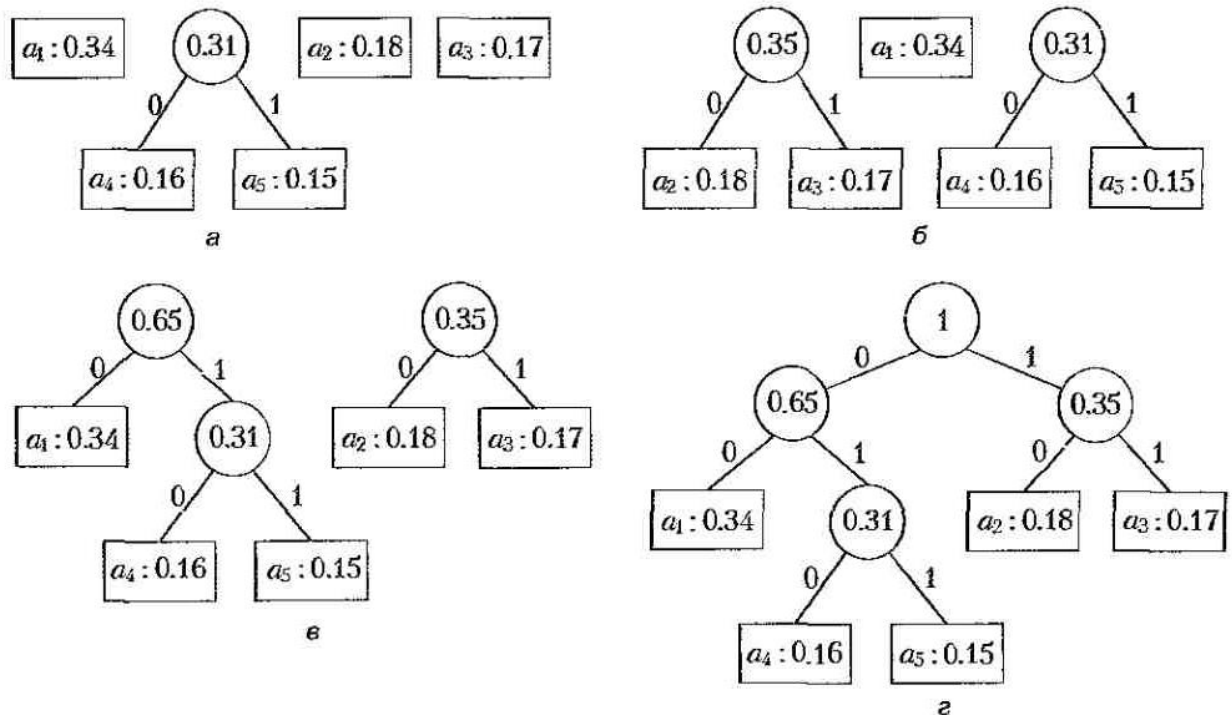 a₁ : 0.34
0.31
a₂ : 0.18
a₃ : 0.17
0
1
a₄ : 0.16
a₅ : 0.15
а
0.35
a₁ : 0.34
0.31
0
1
0
1
a₂ : 0.18
a₃ : 0.17
a₄ : 0.16
a₅ : 0.15
б
0.65
0.35
0
1
0
1
a₁ : 0.34
0.31
a₂ : 0.18
a₃ : 0.17
0
1
a₄ : 0.16
a₅ : 0.15
в
1
0
1
0.65
0.35
0
1
0
1
a₁ : 0.34
0.31
a₂ : 0.18
a₃ : 0.17
0
1
a₄ : 0.16
a₅ : 0.15
г